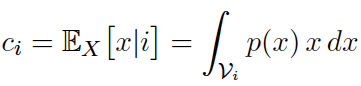 c_i = 𝔼_X [x|i] = ∫_{𝒱_i} p(x) x dx